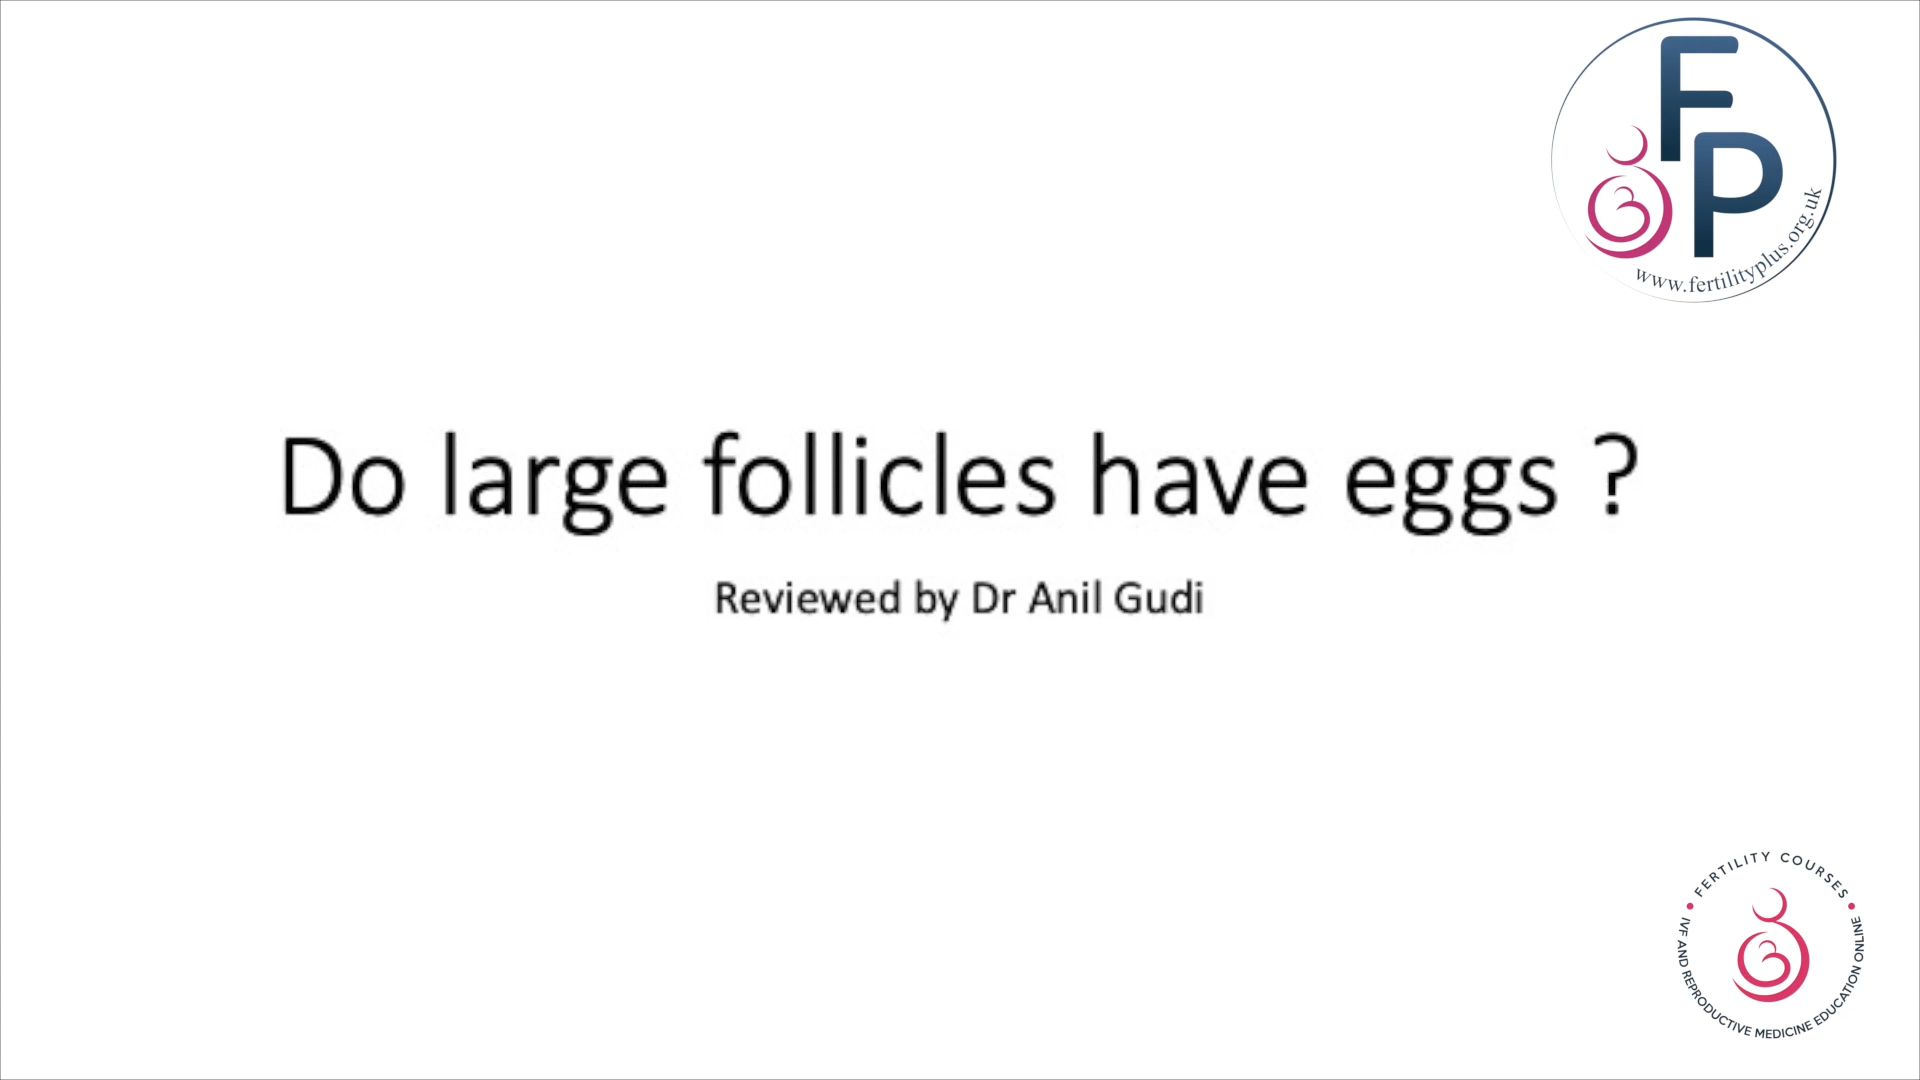 FP
www.fertilityplus.org.uk
Do large follicles have eggs ?
Reviewed by Dr Anil Gudi
FERTILITY COURSES
IVF AND REPRODUCTIVE MEDICINE EDUCATION ONLINE